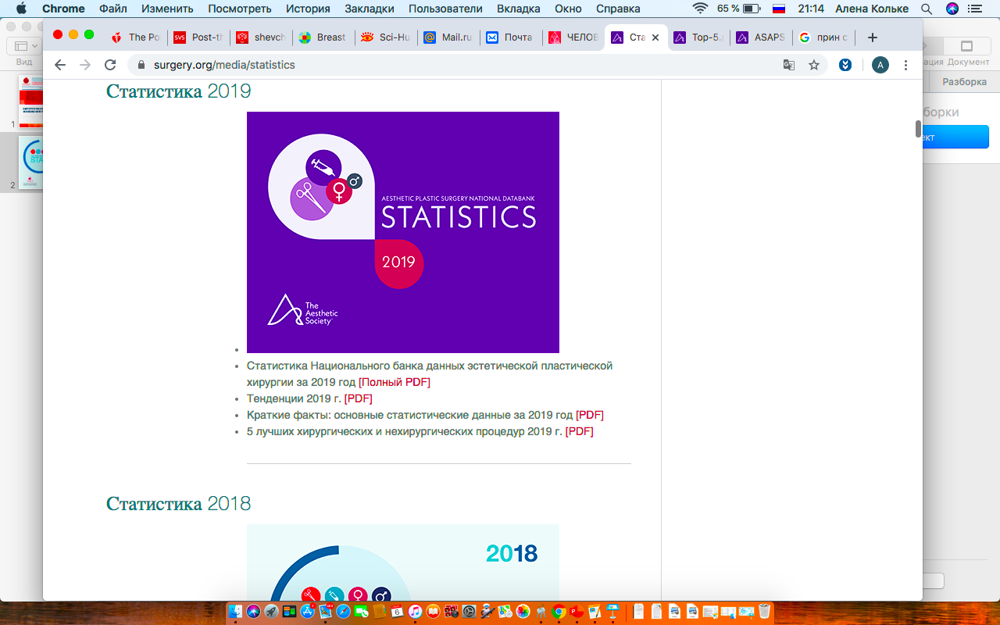 Chrome Файл Изменить Посмотреть История Закладки Пользователи Вкладка Окно Справка 65 % 21:14 Алена Кольке
The Po Post-th shevch Breast Sci-Hu Mail.ru Почта ЧЕЛОВ Ста Top-5. ASAPS прин с
Вид
ация Документ
surgery.org/media/statistics
A
Разборка
борки
ект
1
2
Статистика 2019
AESTHETIC PLASTIC SURGERY NATIONAL DATABANK
STATISTICS
2019
The
Aesthetic
Society
Статистика Национального банка данных эстетической пластической
хирургии за 2019 год [Полный PDF]
Тенденции 2019 г. [PDF]
Краткие факты: основные статистические данные за 2019 год [PDF]
5 лучших хирургических и нехирургических процедур 2019 г. [PDF]
Статистика 2018
2018